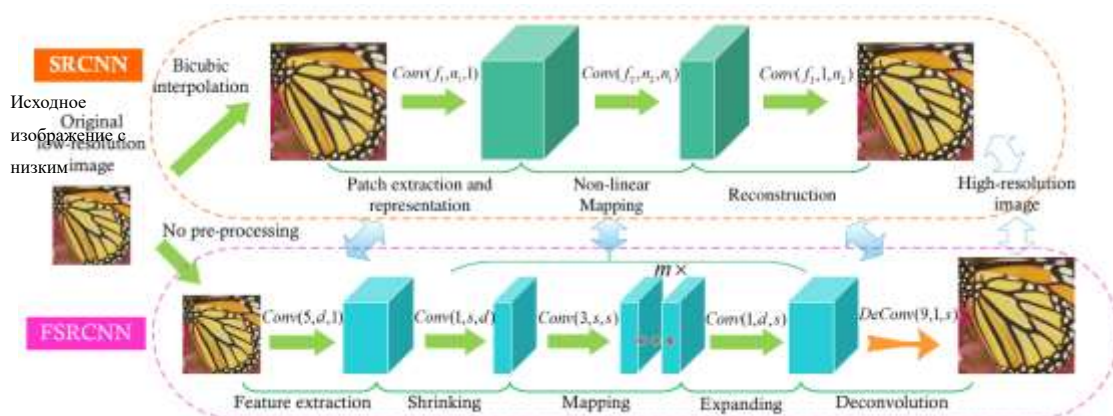 SRCNN
Bicubic
interpolation
Исходное
изображение с
низким
Original
low-resolution
image
Conv(f₁,n₁,1)
Conv(f₂,n₂,n₁)
Conv(f₃,1,n₂)
Patch extraction and
representation
Non-linear
Mapping
Reconstruction
High-resolution
image
No pre-processing
m×
FSRCNN
Conv(5,d,1)
Conv(1,s,d)
Conv(3,s,s)
Conv(1,d,s)
DeConv(9,1,s)
Feature extraction
Shrinking
Mapping
Expanding
Deconvolution